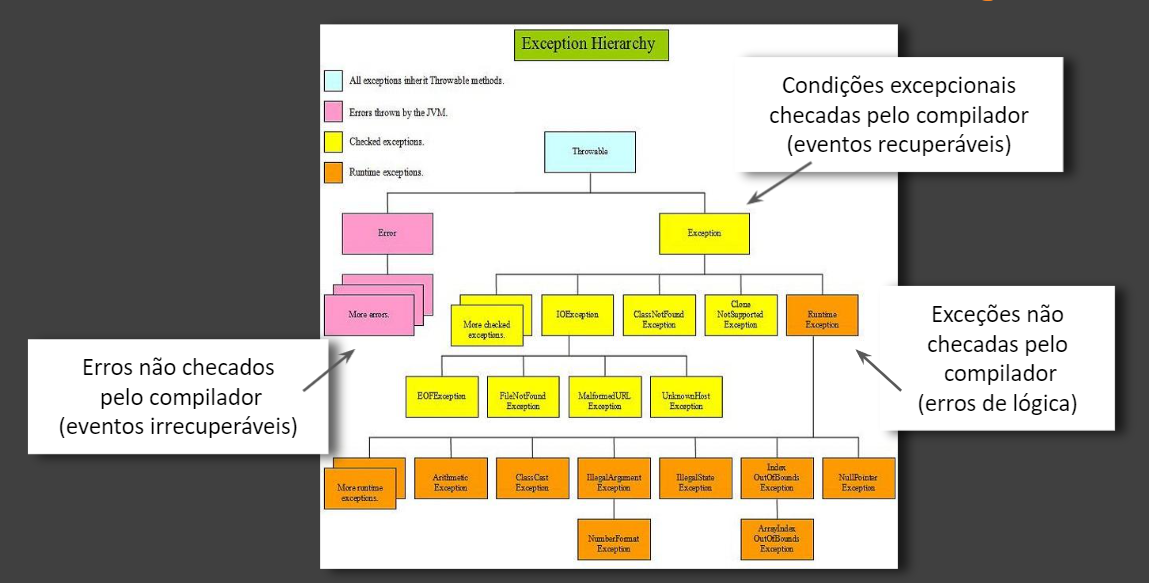 Exception Hierarchy
All exceptions inherit Throwable methods.
Errors thrown by the JVM.
Checked exceptions.
Runtime exceptions.
Condições excepcionais
checadas pelo compilador
(eventos recuperáveis)
Throwable
Error
Exception
More errors.
More checked
exceptions.
IOException
ClassNotFound
Exception
Clone
NotSupported
Exception
Runtime
Exception
Exceções não
checadas pelo
compilador
(erros de lógica)
Erros não checados
pelo compilador
(eventos irrecuperáveis)
EOFException
FileNotFound
Exception
MalformedURL
Exception
UnknownHost
Exception
More runtime
exceptions.
Arithmetic
Exception
ClassCast
Exception
IllegalArgument
Exception
IllegalState
Exception
Index
OutOfBounds
Exception
NullPointer
Exception
NumberFormat
Exception
ArrayIndex
OutOfBounds
Exception